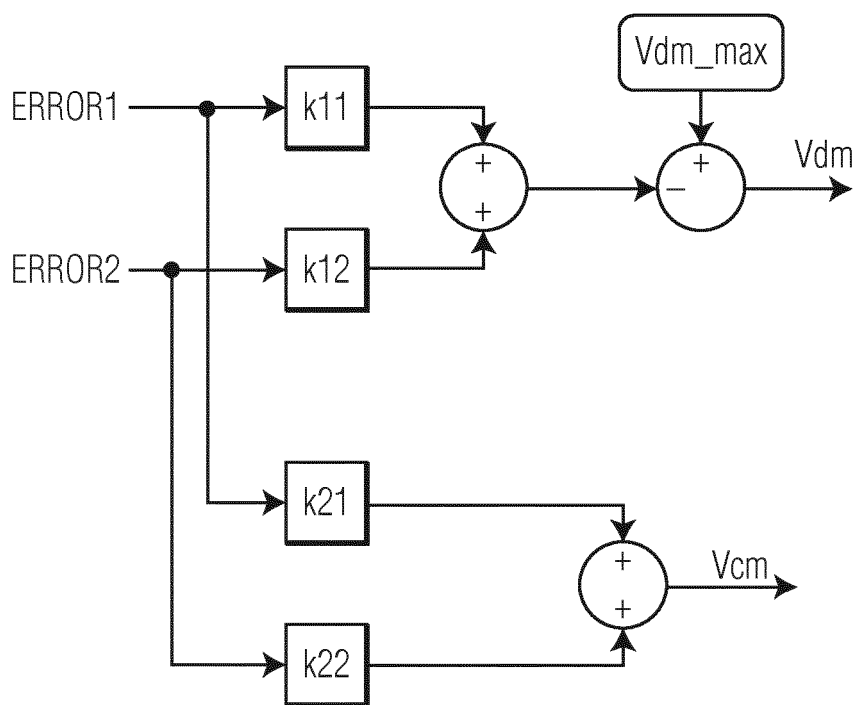 Vdm_max
ERROR1
k11
+
+
+
−
Vdm
ERROR2
k12
k21
+
+
Vcm
k22